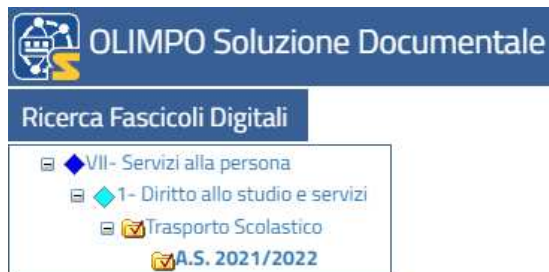 OLIMPO Soluzione Documentale
Ricerca Fascicoli Digitali
VII- Servizi alla persona
1- Diritto allo studio e servizi
Trasporto Scolastico
A.S. 2021/2022